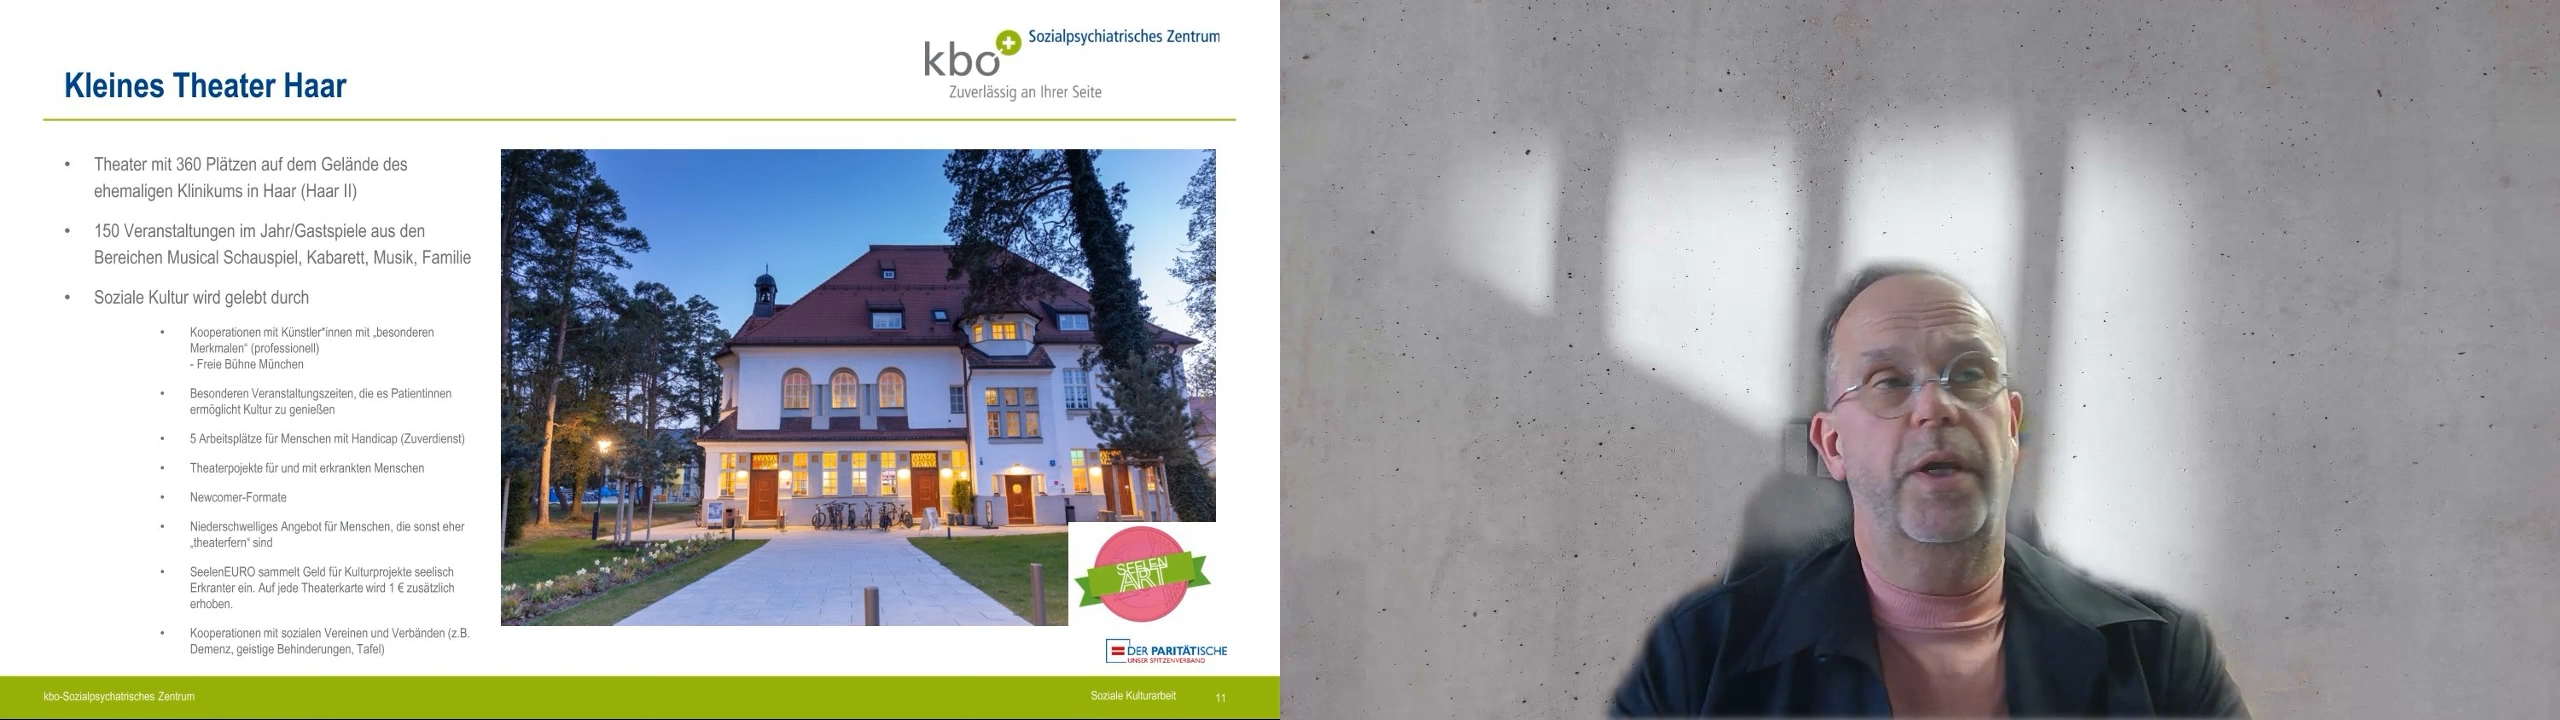 kbo
Sozialpsychiatrisches Zentrum
Zuverlässig an Ihrer Seite
Kleines Theater Haar
• Theater mit 360 Plätzen auf dem Gelände des
ehemaligen Klinikums in Haar (Haar II)
• 150 Veranstaltungen im Jahr/Gastspiele aus den
Bereichen Musical Schauspiel, Kabarett, Musik, Familie
• Soziale Kultur wird gelebt durch
• Kooperationen mit Künstler*innen mit „besonderen
Merkmalen“ (professionell)
- Freie Bühne München
• Besonderen Veranstaltungszeiten, die es Patientinnen
ermöglicht Kultur zu genießen
• 5 Arbeitsplätze für Menschen mit Handicap (Zuverdienst)
• Theaterpojekte für und mit erkrankten Menschen
• Newcomer-Formate
• Niederschwelliges Angebot für Menschen, die sonst eher
„theaterfern“ sind
• SeelenEURO sammelt Geld für Kulturprojekte seelisch
Erkranter ein. Auf jede Theaterkarte wird 1 € zusätzlich
erhoben.
• Kooperationen mit sozialen Vereinen und Verbänden (z.B.
Demenz, geistige Behinderungen, Tafel)
SEELEN
ART
DER PARITÄTISCHE
UNSER SPITZENVERBAND
kbo-Sozialpsychatrisches Zentrum
Soziale Kulturarbeit
11